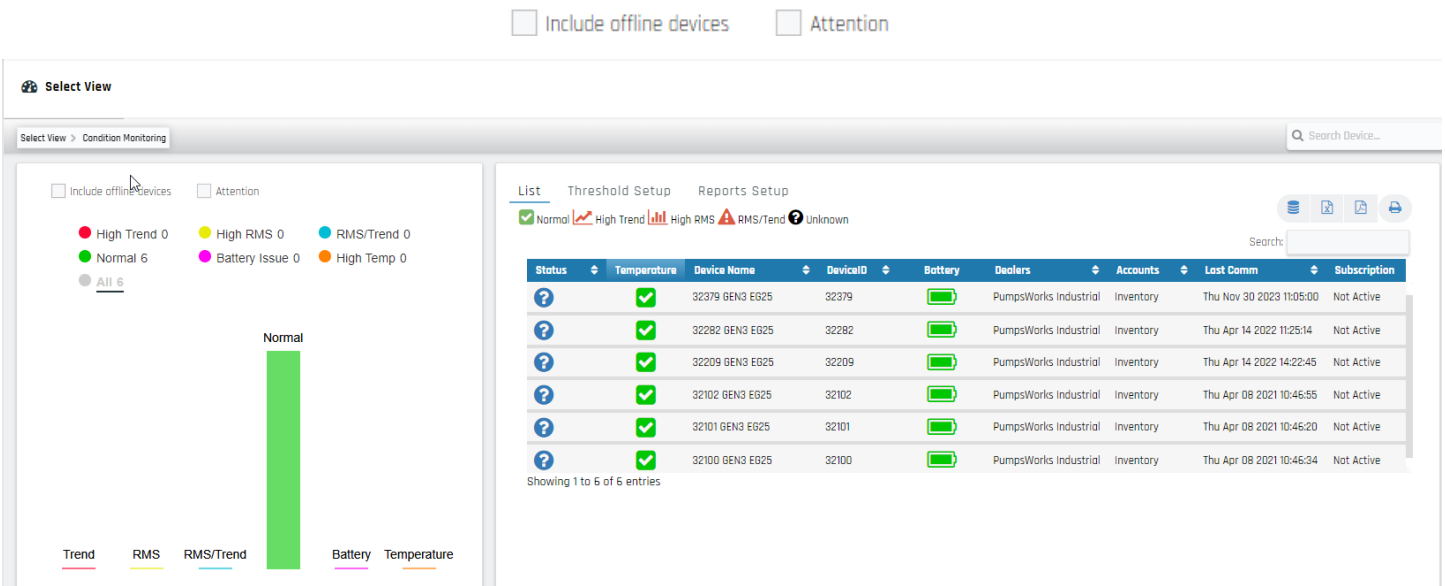 Include offline devices Attention
Select View
Select View > Condition Monitoring
Search Device...
Include offline devices Attention
High Trend 0 High RMS 0 RMS/Trend 0
Normal 6 Battery Issue 0 High Temp 0
All 6
Normal
Trend RMS RMS/Trend Battery Temperature
List Threshold Setup Reports Setup
Normal High Trend High RMS RMS/Tend Unknown
Search:
Status Temperature Device Name DeviceID Battery Dealers Accounts Last Comm Subscription
32379 GEN3 EG25 32379 PumpsWorks Industrial Inventory Thu Nov 30 2023 11:05:00 Not Active
32282 GEN3 EG25 32282 PumpsWorks Industrial Inventory Thu Apr 14 2022 11:25:14 Not Active
32209 GEN3 EG25 32209 PumpsWorks Industrial Inventory Thu Apr 14 2022 14:22:45 Not Active
32102 GEN3 EG25 32102 PumpsWorks Industrial Inventory Thu Apr 08 2021 10:46:55 Not Active
32101 GEN3 EG25 32101 PumpsWorks Industrial Inventory Thu Apr 08 2021 10:46:20 Not Active
32100 GEN3 EG25 32100 PumpsWorks Industrial Inventory Thu Apr 08 2021 10:46:34 Not Active
Showing 1 to 6 of 6 entries